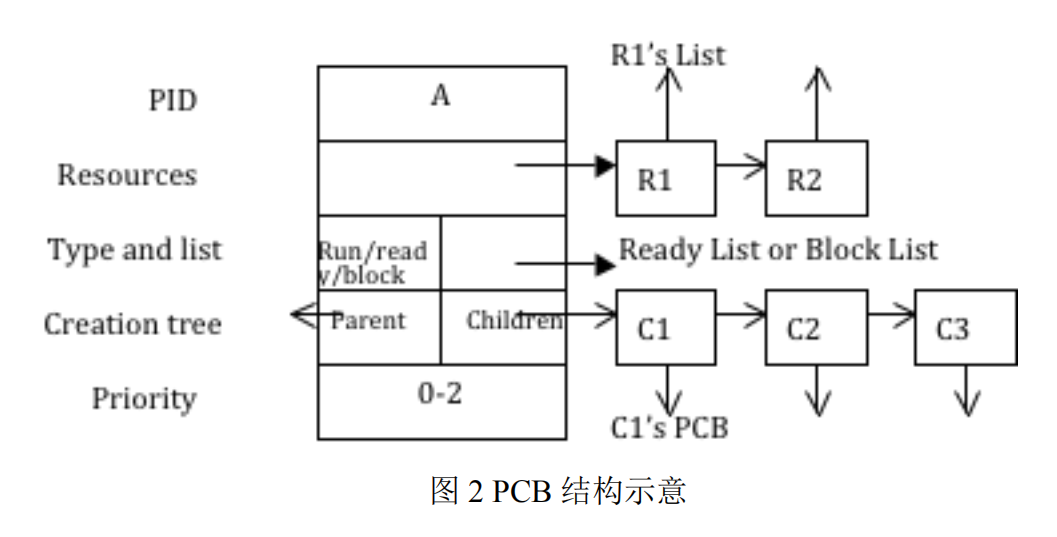 R1's List
PID
A
Resources
R1
R2
Type and list
Run/read
y/block
Ready List or Block List
Creation tree
Parent
Children
C1
C2
C3
Priority
0-2
C1's PCB
图 2 PCB 结构示意